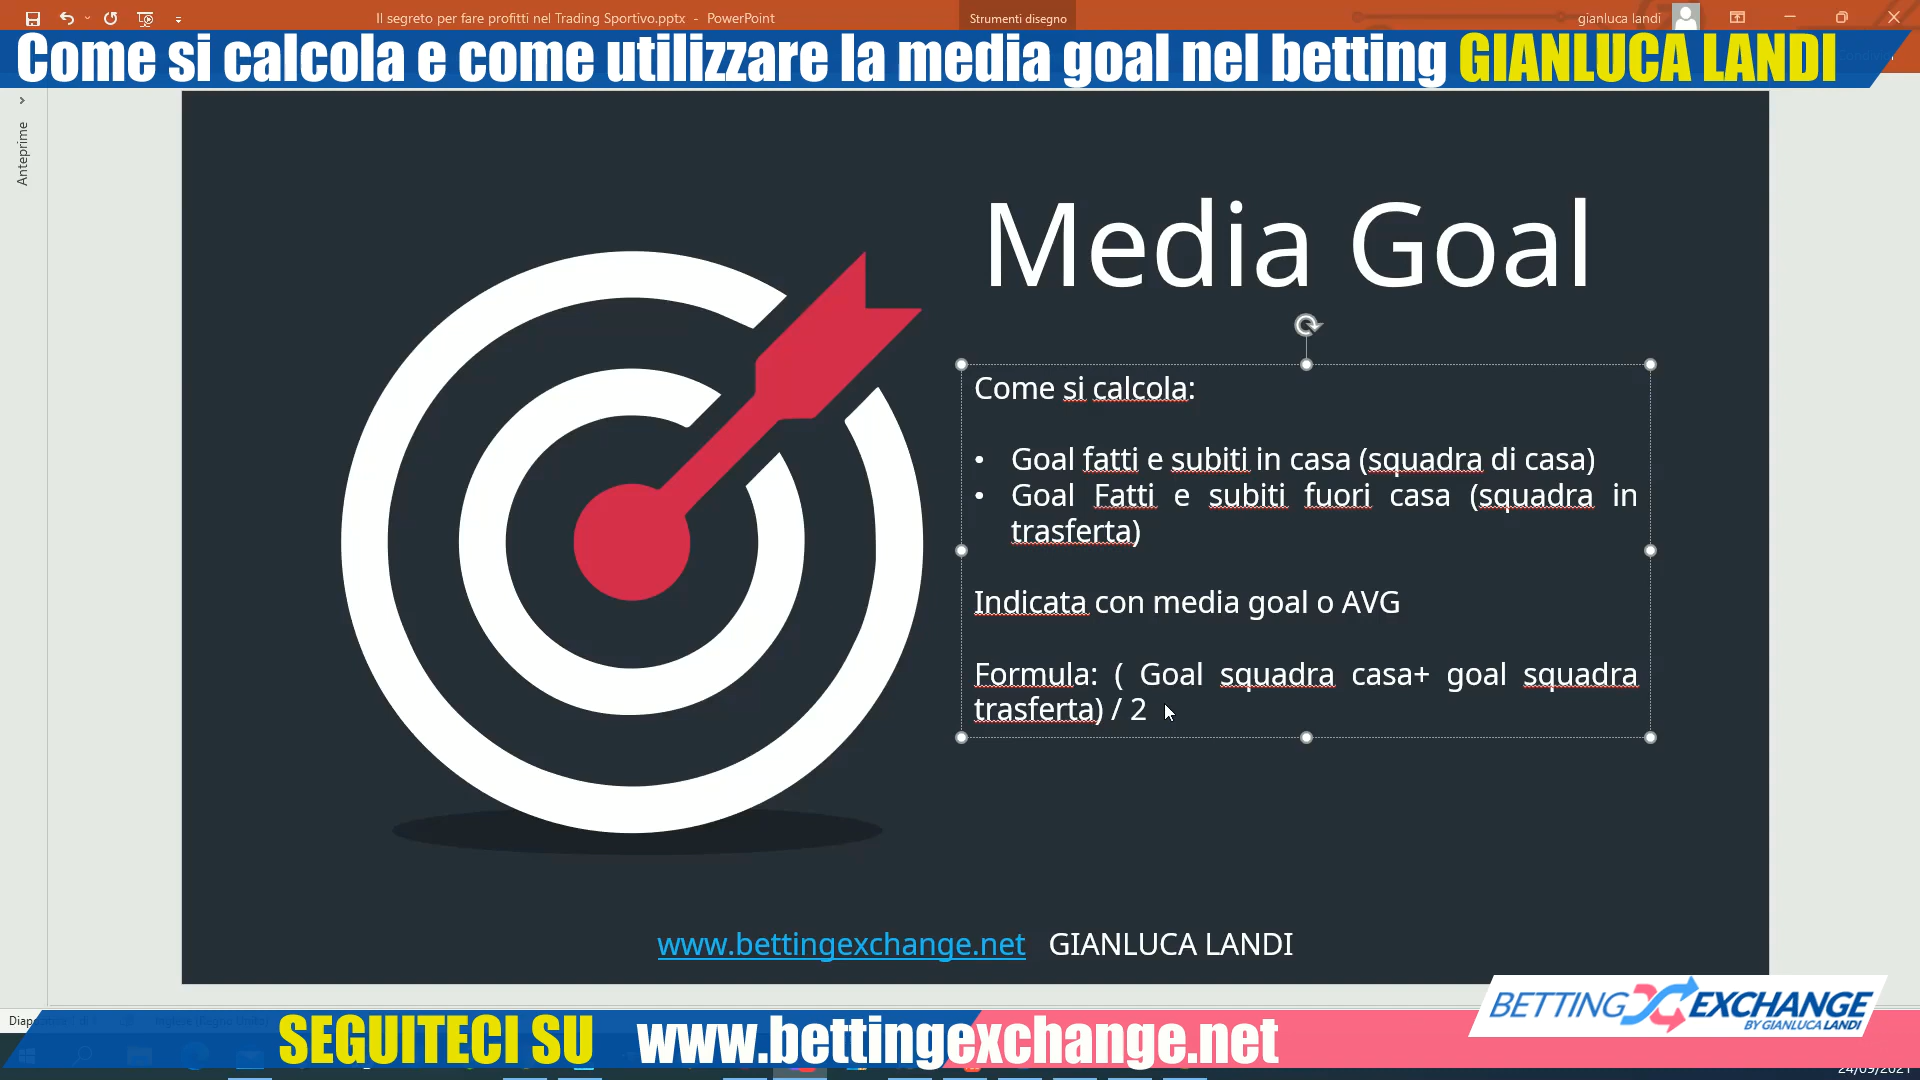 Il segreto per fare profitti nel Trading Sportivo.pptx - PowerPoint
Strumenti disegno
gianluca landi
Come si calcola e come utilizzare la media goal nel betting GIANLUCA LANDI
Anteprime
Media Goal
Come si calcola:
• Goal fatti e subiti in casa (squadra di casa)
• Goal Fatti e subiti fuori casa (squadra in
trasferta)
Indicata con media goal o AVG
Formula: ( Goal squadra casa+ goal squadra
trasferta) / 2
www.bettingexchange.net GIANLUCA LANDI
BETTING EXCHANGE
BY GIANLUCA LANDI
SEGUITECI SU www.bettingexchange.net
24/09/2021